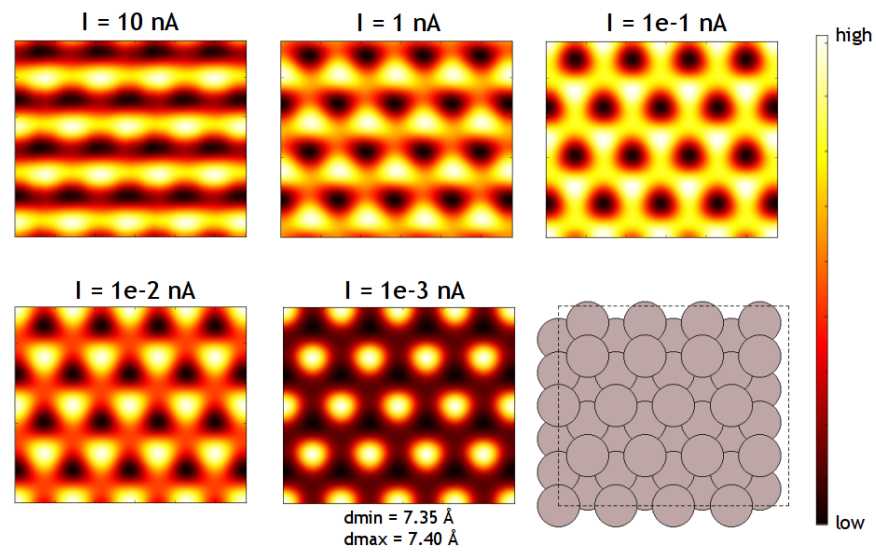 I = 10 nA
I = 1 nA
I = 1e-1 nA
high
I = 1e-2 nA
I = 1e-3 nA
dmin = 7.35 Å
dmax = 7.40 Å
low